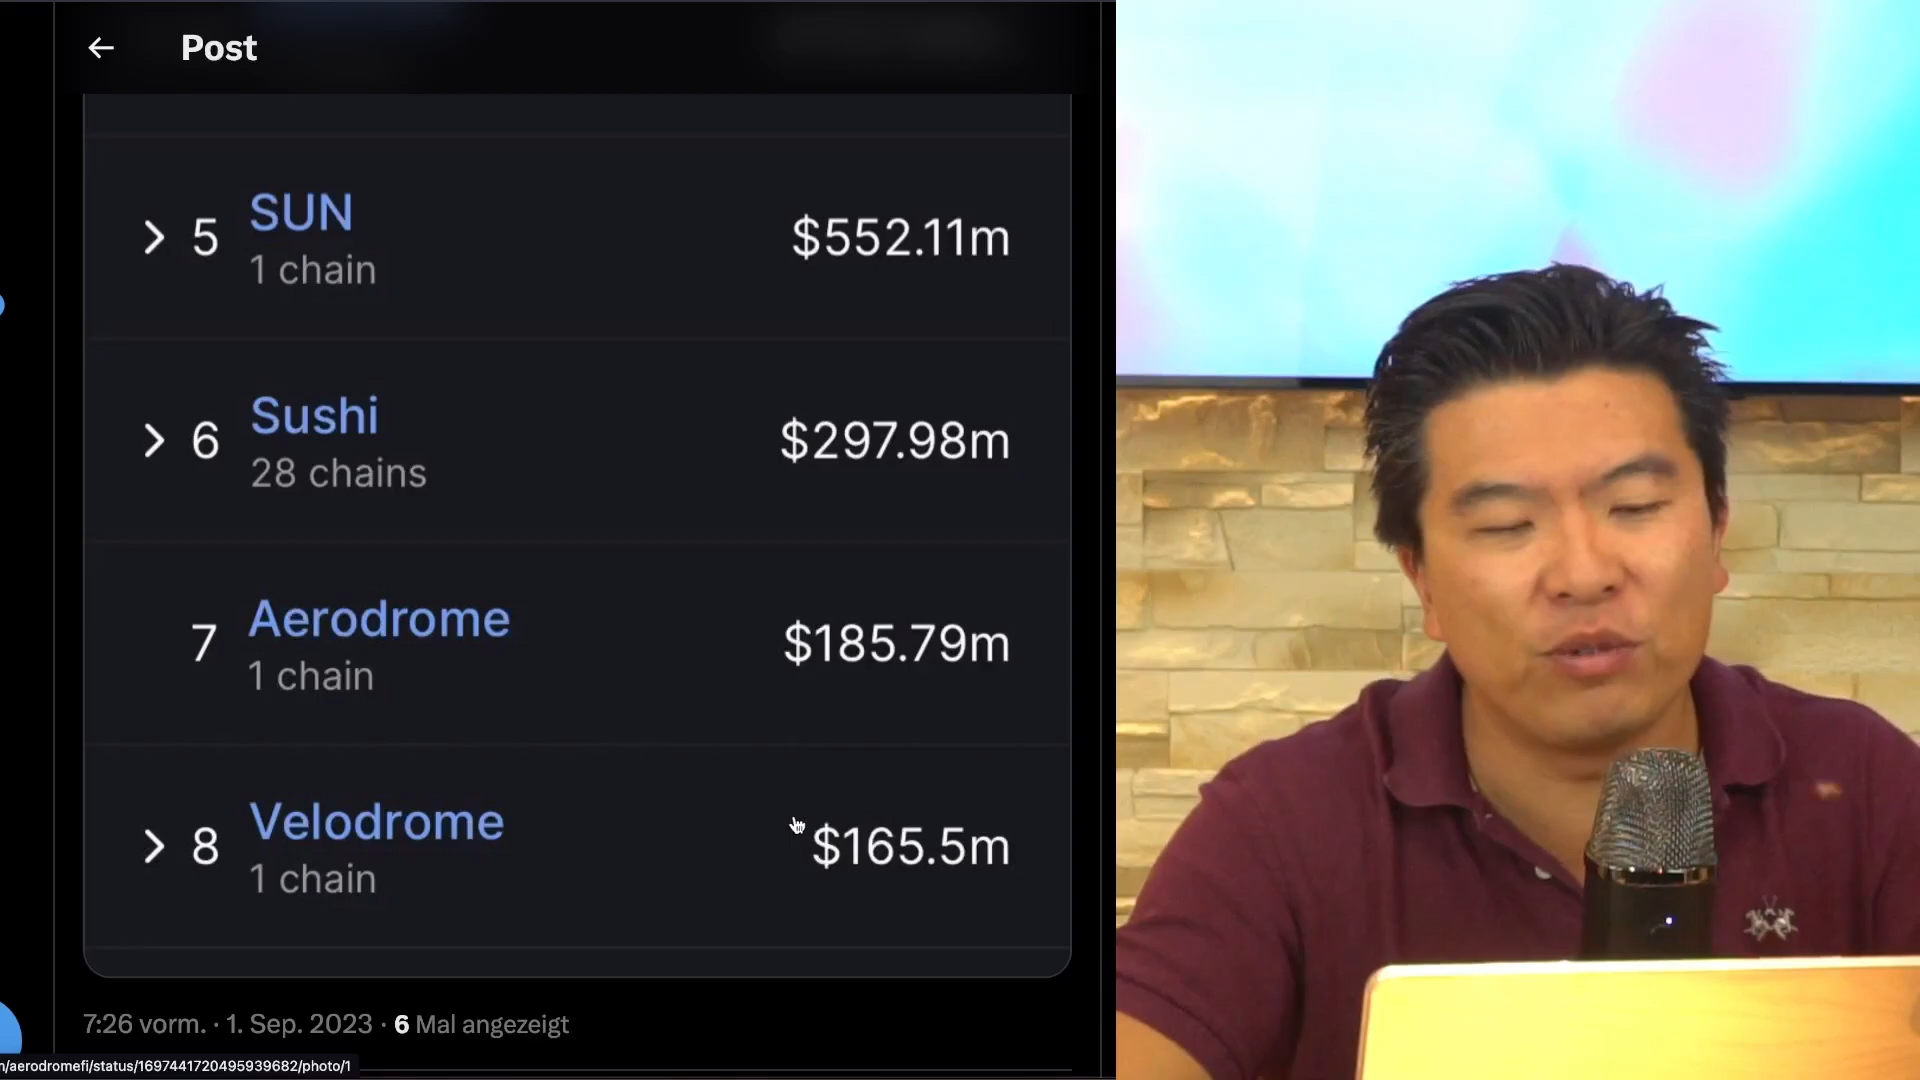 Post
5 SUN $552.11m
1 chain
6 Sushi $297.98m
28 chains
7 Aerodrome $185.79m
1 chain
8 Velodrome $165.5m
1 chain
7:26 vorm. · 1. Sep. 2023 · 6 Mal angezeigt
n/aerodromefi/status/1697441720495939682/photo/1